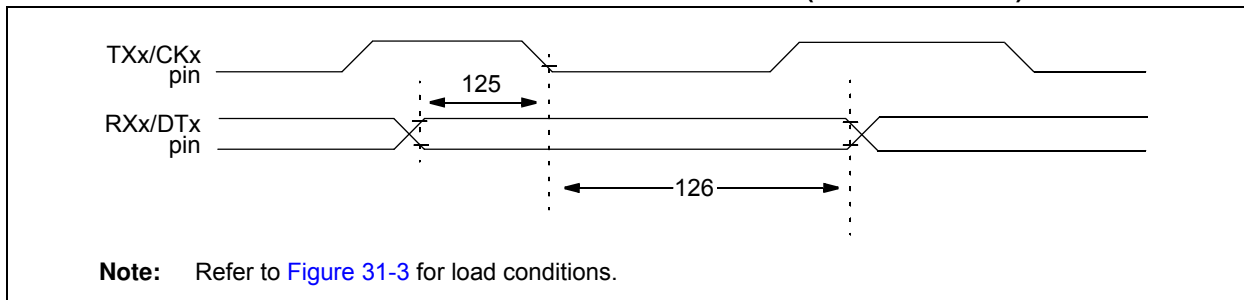 TXx/CKx
pin
125
RXx/DTx
pin
126
Note: Refer to Figure 31-3 for load conditions.